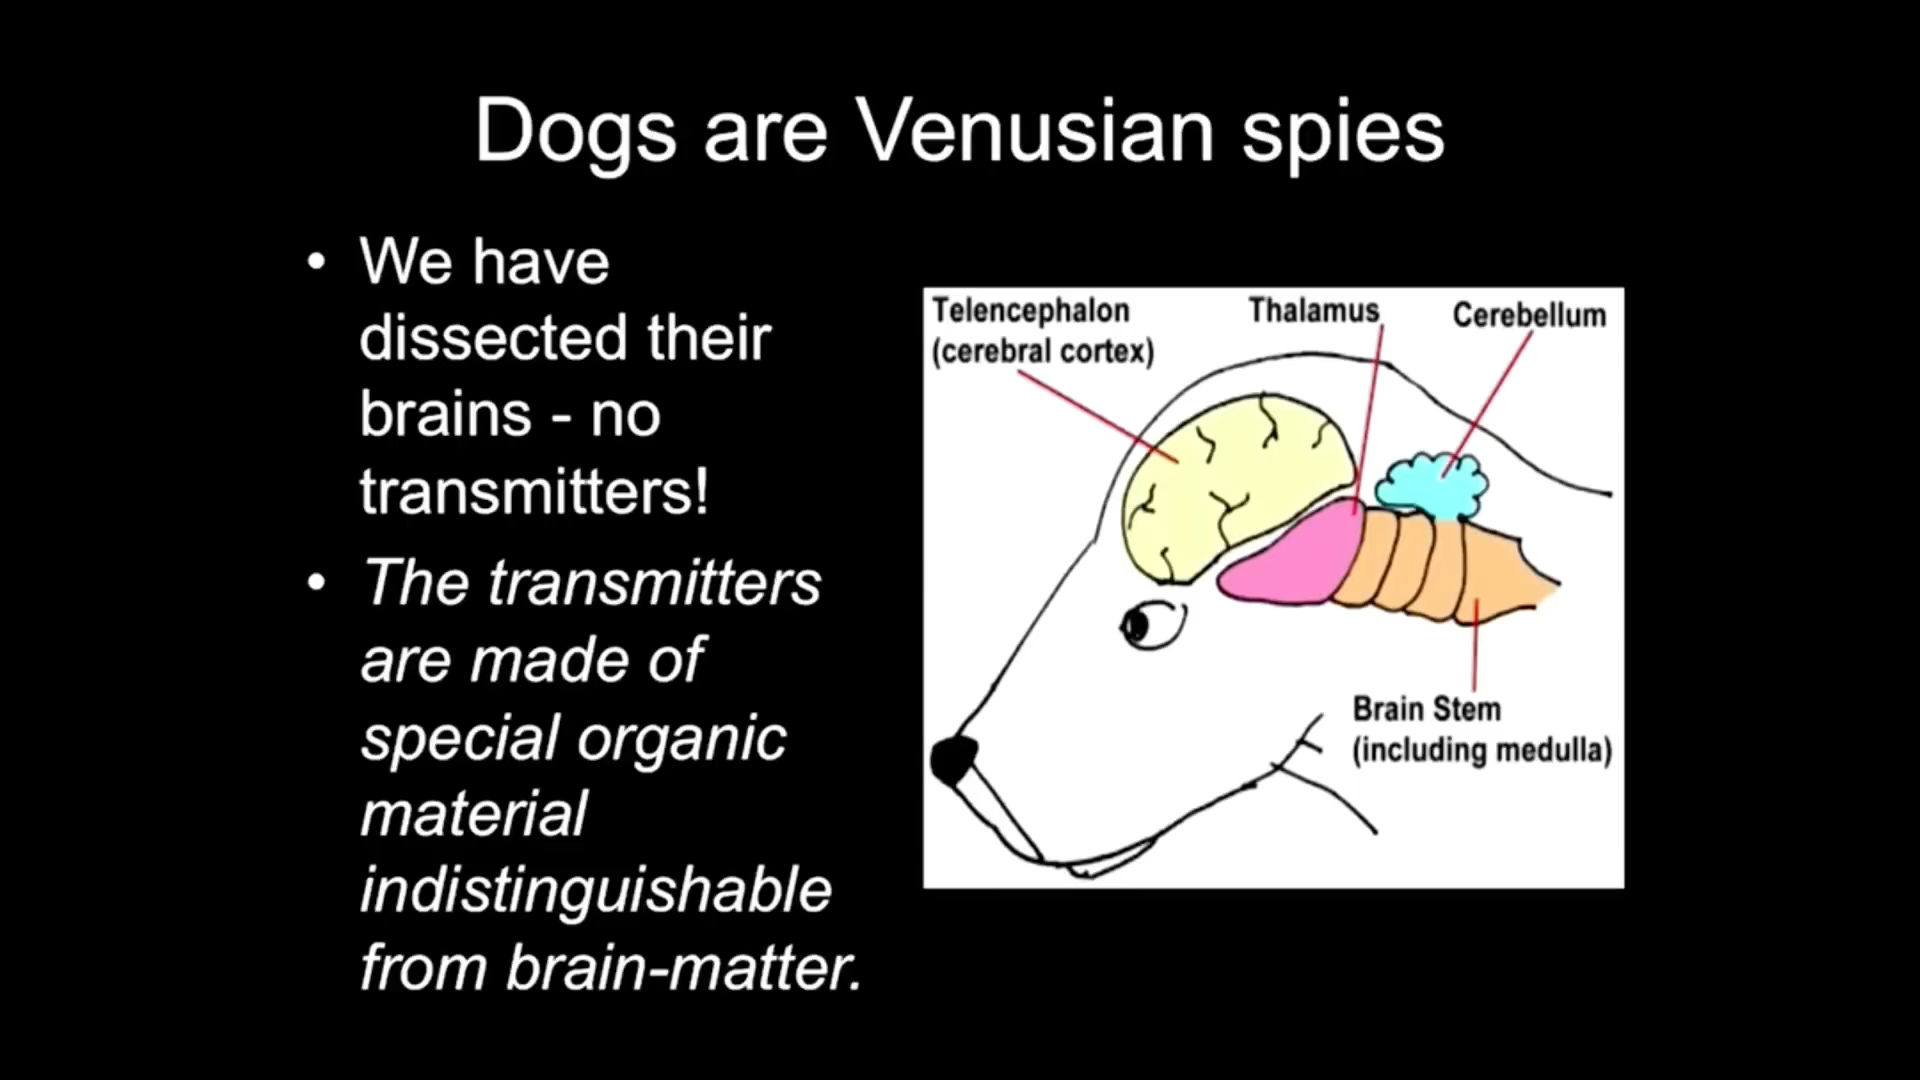 Dogs are Venusian spies
• We have
dissected their
brains - no
transmitters!
• The transmitters
are made of
special organic
material
indistinguishable
from brain-matter.
Telencephalon
(cerebral cortex)
Thalamus
Cerebellum
Brain Stem
(including medulla)